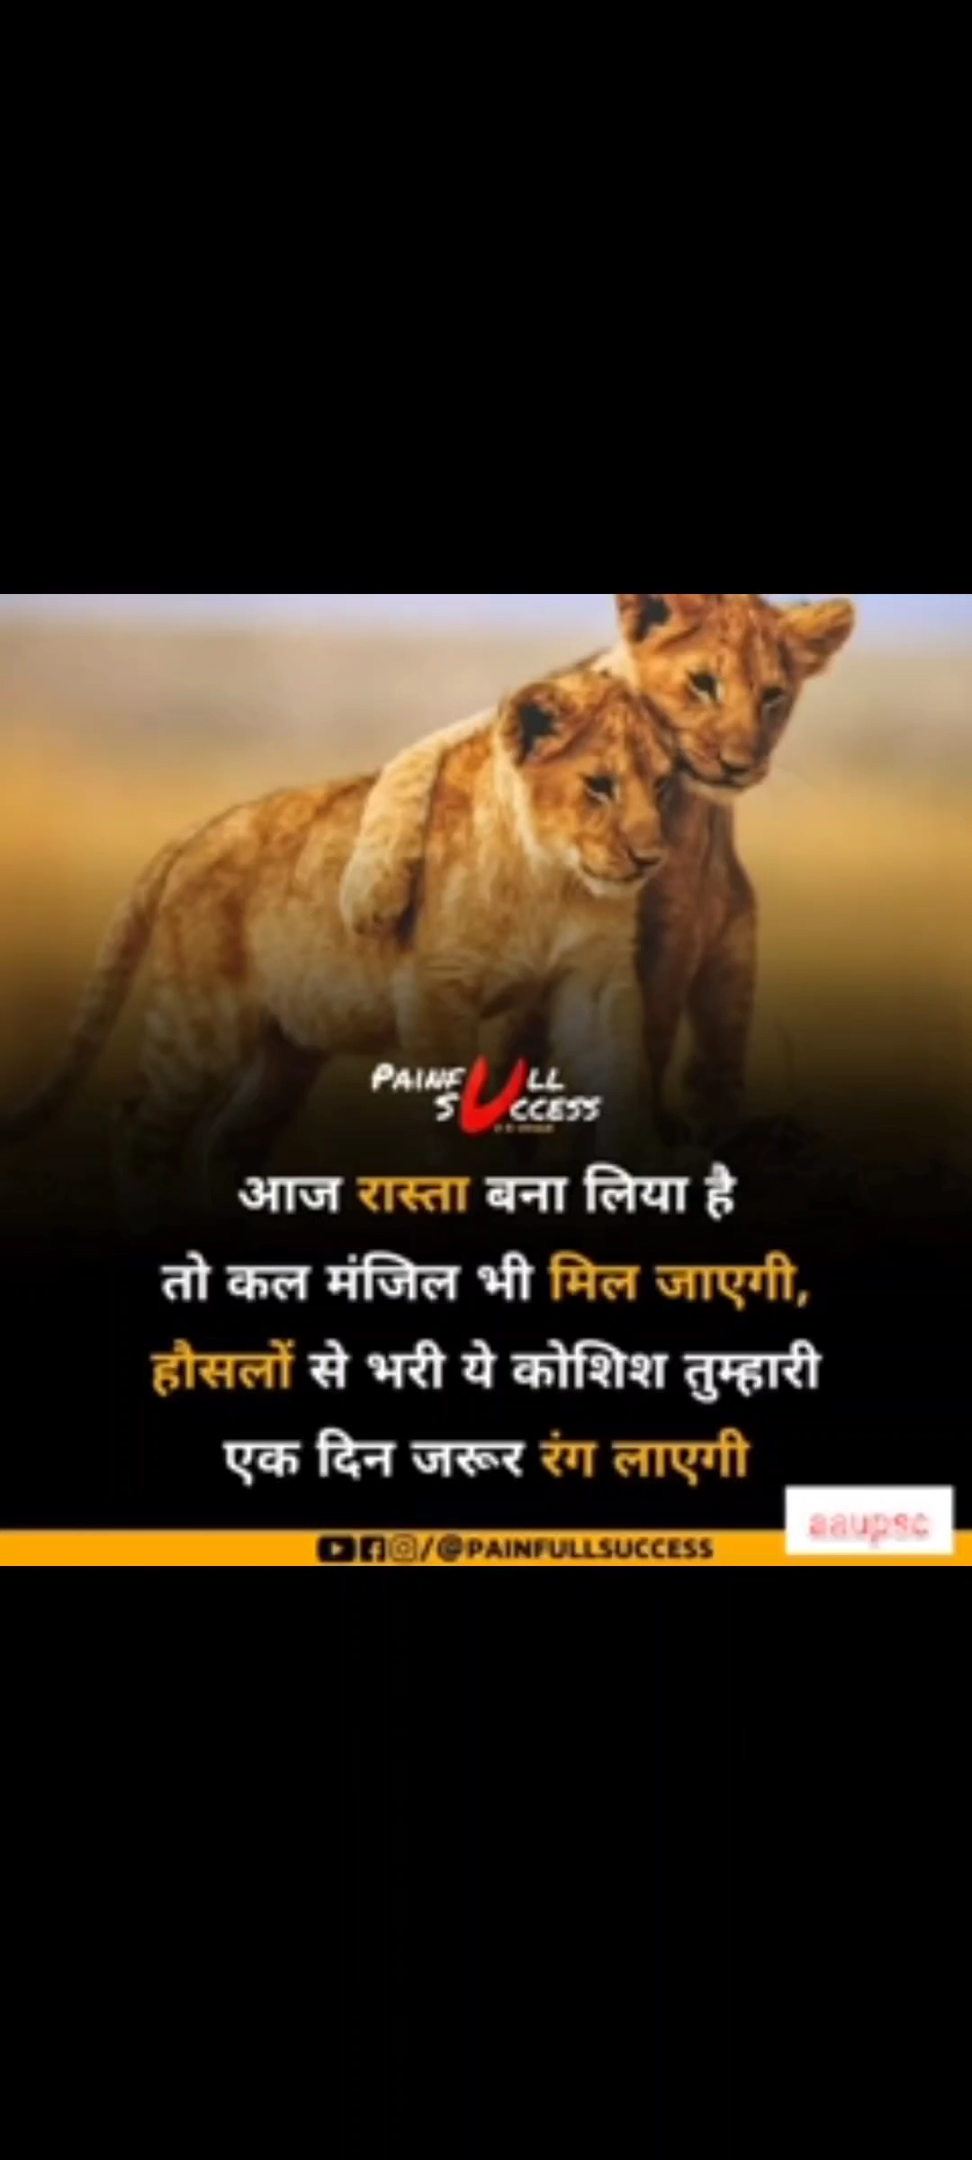 PAINFULL
SUCCESS
आज रास्ता बना लिया है
तो कल मंजिल भी मिल जाएगी,
हौसलों से भरी ये कोशिश तुम्हारी
एक दिन जरूर रंग लाएगी
aaupsc
/@PAINFULLSUCCESS